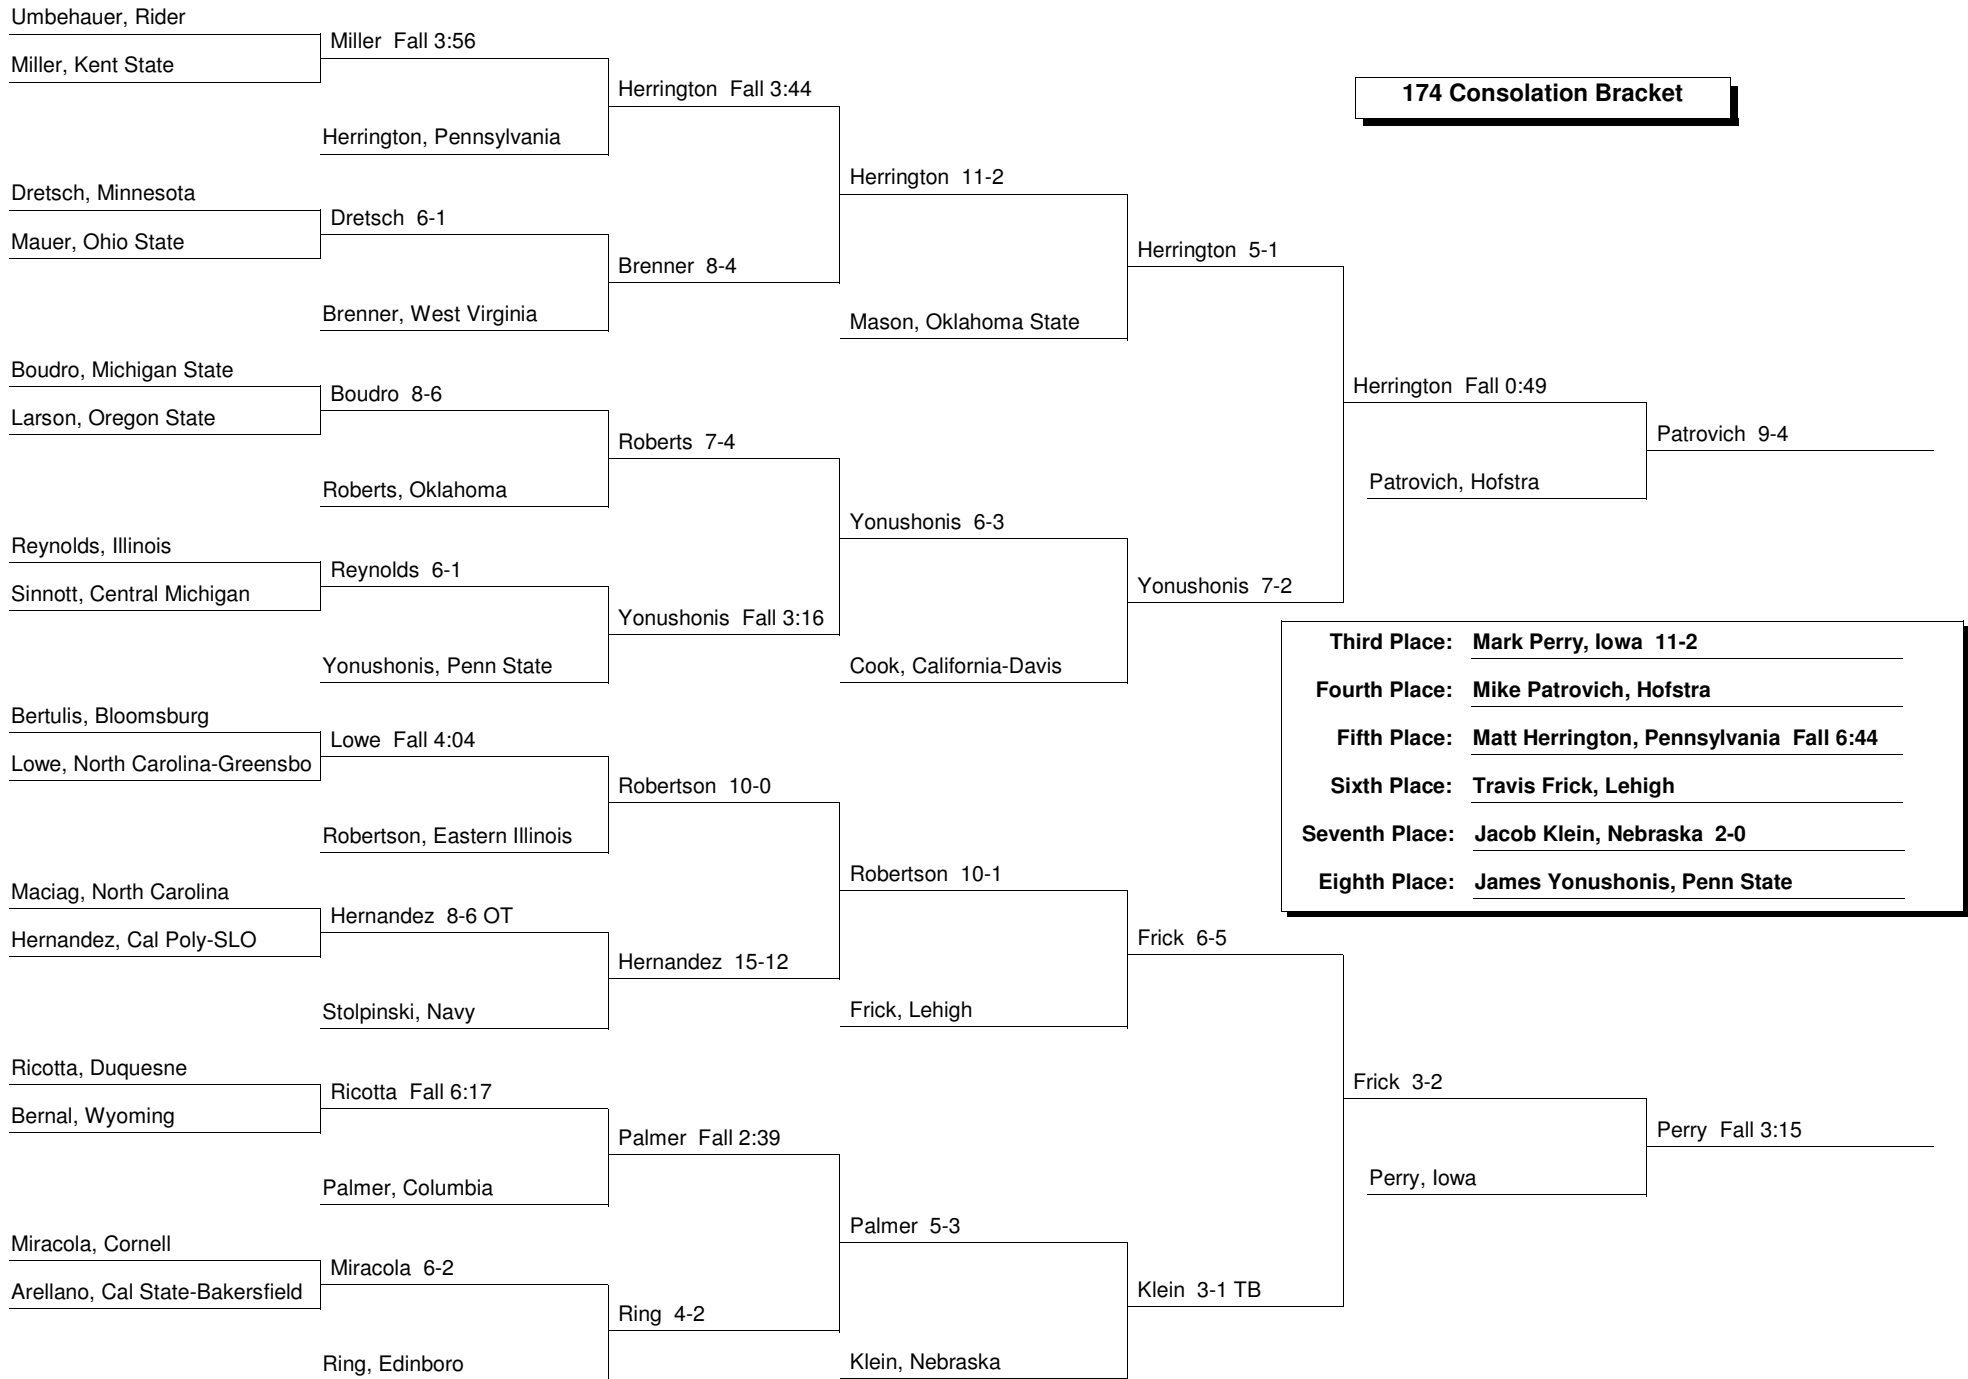 Umbehauer, Rider
Miller, Kent State
Miller  Fall 3:56
Herrington, Pennsylvania
Herrington  Fall 3:44
174 Consolation Bracket
Dretsch, Minnesota
Mauer, Ohio State
Dretsch  6-1
Brenner, West Virginia
Brenner  8-4
Herrington  11-2
Mason, Oklahoma State
Herrington  5-1
Boudro, Michigan State
Larson, Oregon State
Boudro  8-6
Roberts, Oklahoma
Roberts  7-4
Reynolds, Illinois
Sinnott, Central Michigan
Reynolds  6-1
Yonushonis, Penn State
Yonushonis  Fall 3:16
Yonushonis  6-3
Cook, California-Davis
Yonushonis  7-2
Herrington  Fall 0:49
Patrovich, Hofstra
Patrovich  9-4
Third Place: Mark Perry, Iowa  11-2
Fourth Place: Mike Patrovich, Hofstra
Fifth Place: Matt Herrington, Pennsylvania  Fall 6:44
Sixth Place: Travis Frick, Lehigh
Seventh Place: Jacob Klein, Nebraska  2-0
Eighth Place: James Yonushonis, Penn State
Bertulis, Bloomsburg
Lowe, North Carolina-Greensbo
Lowe  Fall 4:04
Robertson, Eastern Illinois
Robertson  10-0
Maciag, North Carolina
Hernandez, Cal Poly-SLO
Hernandez  8-6 OT
Stolpinski, Navy
Hernandez  15-12
Robertson  10-1
Frick, Lehigh
Frick  6-5
Ricotta, Duquesne
Bernal, Wyoming
Ricotta  Fall 6:17
Palmer, Columbia
Palmer  Fall 2:39
Miracola, Cornell
Arellano, Cal State-Bakersfield
Miracola  6-2
Ring, Edinboro
Ring  4-2
Palmer  5-3
Klein, Nebraska
Klein  3-1 TB
Frick  3-2
Perry, Iowa
Perry  Fall 3:15